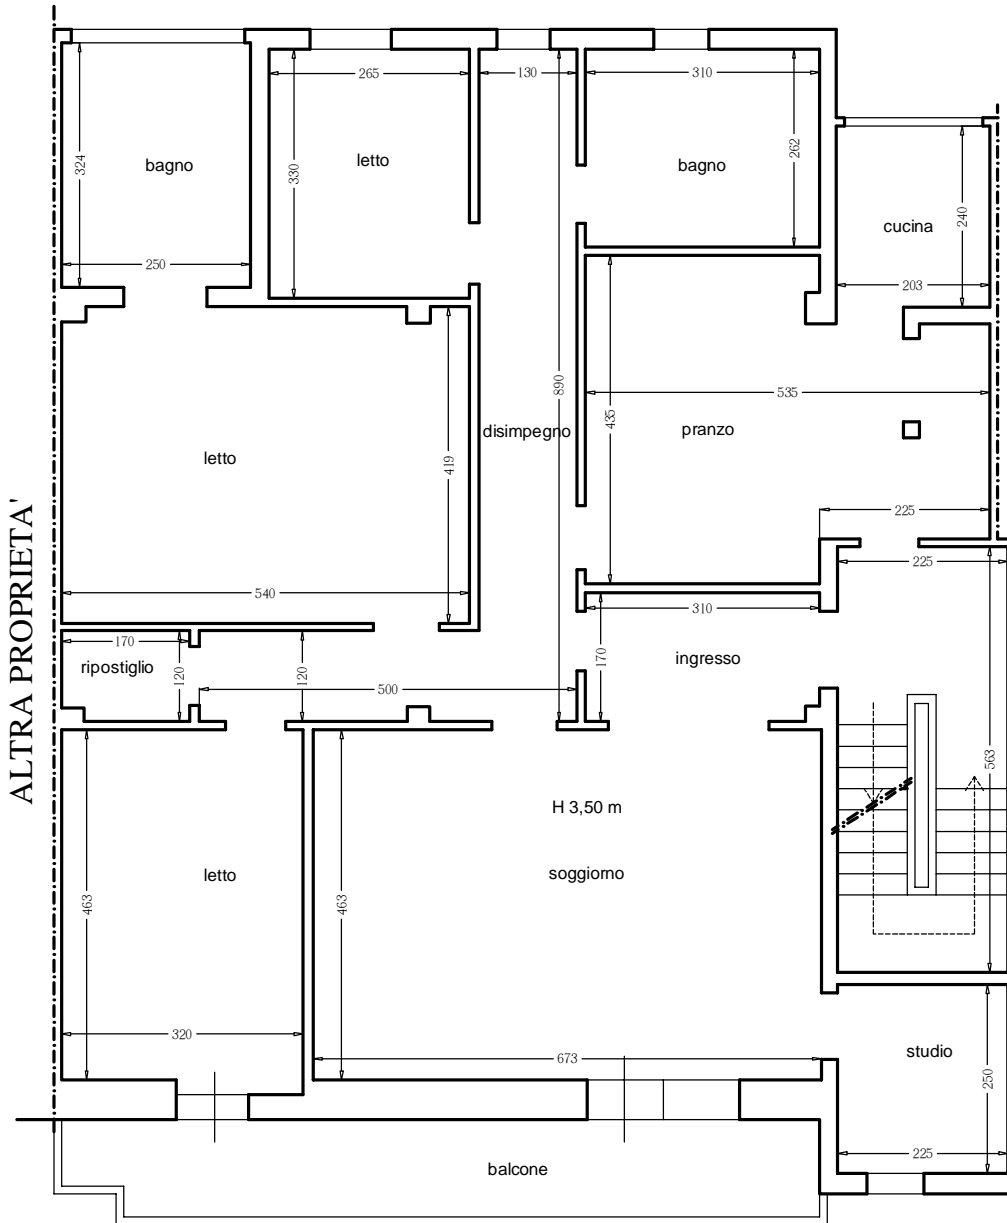 265
130
310
324
bagno
letto
330
bagno
262
cucina
240
250
203
890
535
435
disimpegno
pranzo
letto
419
225
ALTRA PROPRIETA'
225
540
310
170
ripostiglio
120
120
500
170
ingresso
563
H 3,50 m
letto
soggiorno
463
463
320
673
studio
250
225
balcone